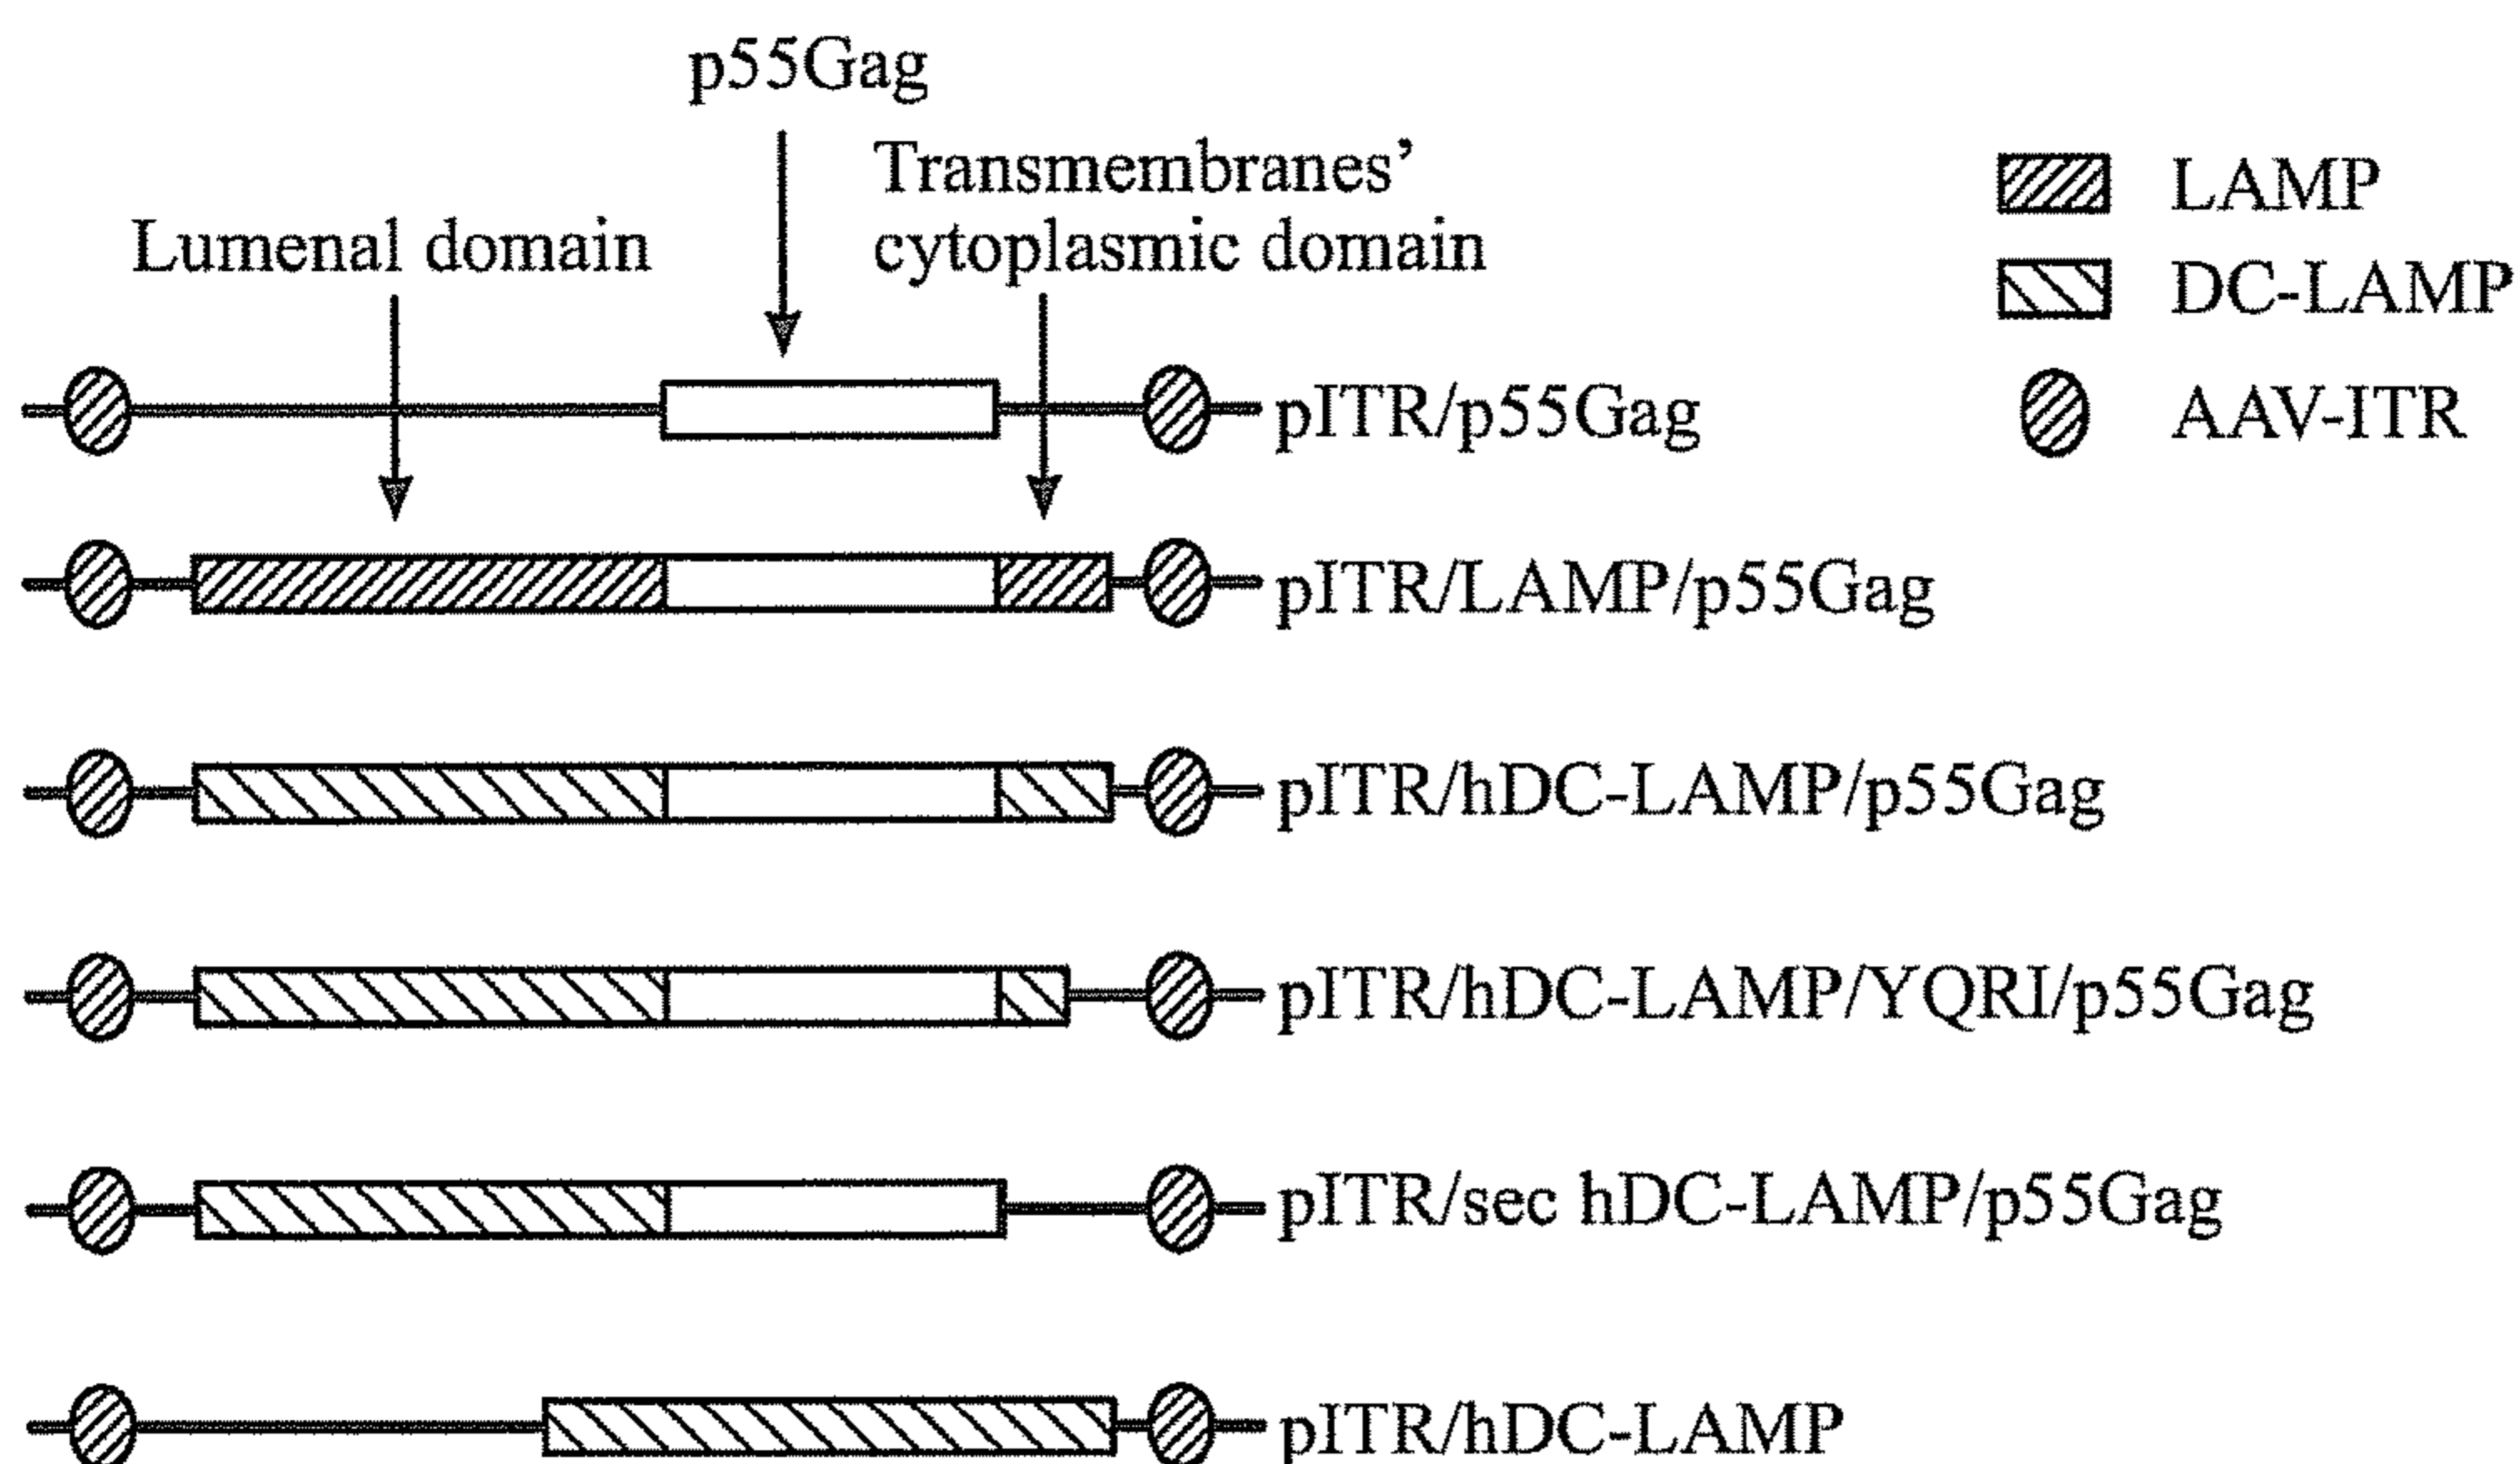 p55Gag
Transmembranes’
cytoplasmic domain
Lumenal domain
LAMP
DC-LAMP
AAV-ITR
pITR/p55Gag
pITR/LAMP/p55Gag
pITR/hDC-LAMP/p55Gag
pITR/hDC-LAMP/YQRI/p55Gag
pITR/sec hDC-LAMP/p55Gag
pITR/hDC-LAMP